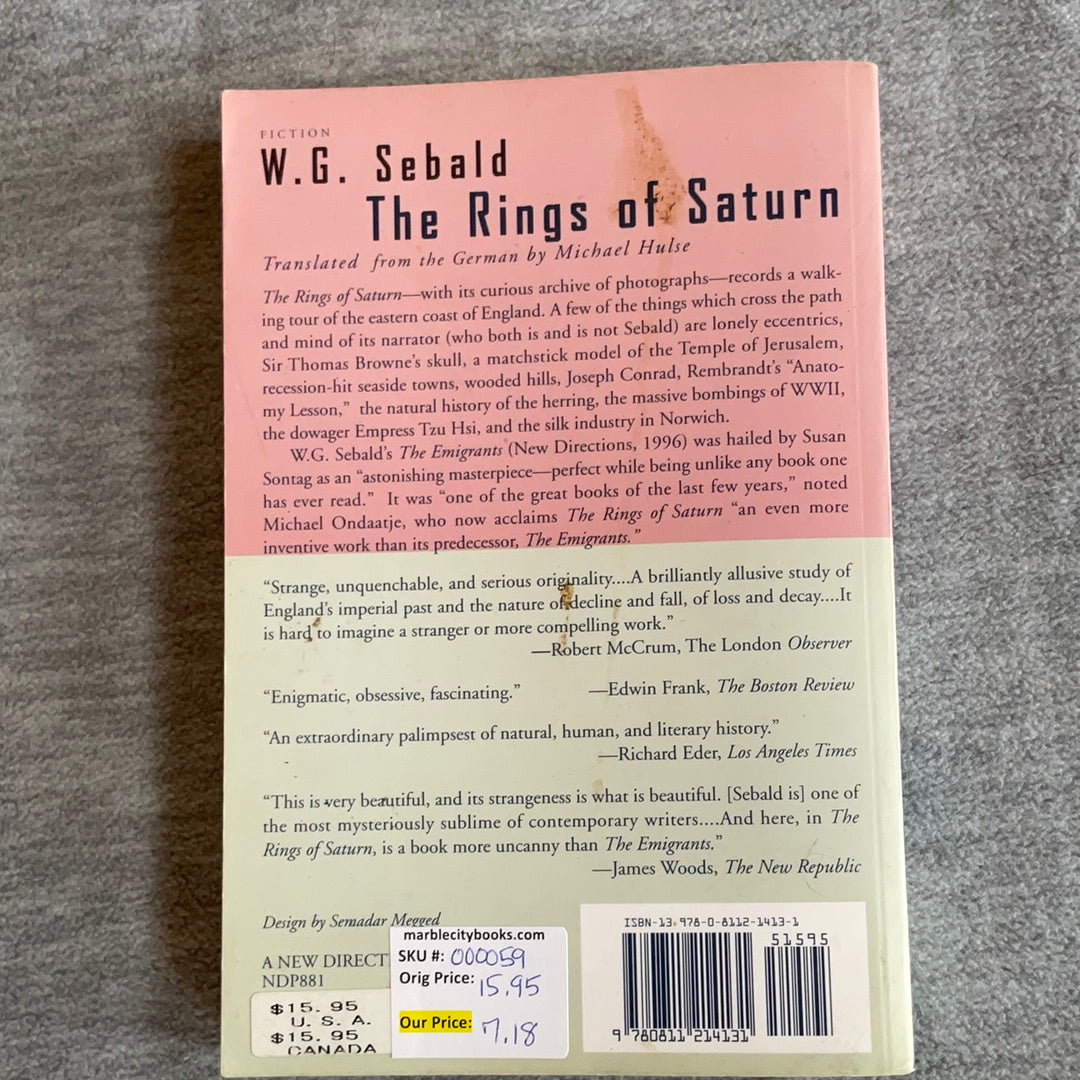 FICTION
W.G. Sebald
The Rings of Saturn
Translated from the German by Michael Hulse
The Rings of Saturn—with its curious archive of photographs—records a walk-
ing tour of the eastern coast of England. A few of the things which cross the path
and mind of its narrator (who both is and is not Sebald) are lonely eccentrics,
Sir Thomas Browne's skull, a matchstick model of the Temple of Jerusalem,
recession-hit seaside towns, wooded hills, Joseph Conrad, Rembrandt's “Anato-
my Lesson,” the natural history of the herring, the massive bombings of WWII,
the dowager Empress Tzu Hsi, and the silk industry in Norwich.
W.G. Sebald's The Emigrants (New Directions, 1996) was hailed by Susan
Sontag as an “astonishing masterpiece—perfect while being unlike any book one
has ever read.” It was “one of the great books of the last few years,” noted
Michael Ondaatje, who now acclaims The Rings of Saturn “an even more
inventive work than its predecessor, The Emigrants.”
“Strange, unquenchable, and serious originality....A brilliantly allusive study of
England's imperial past and the nature of decline and fall, of loss and decay....It
is hard to imagine a stranger or more compelling work.”
—Robert McCrum, The London Observer
“Enigmatic, obsessive, fascinating.” —Edwin Frank, The Boston Review
“An extraordinary palimpsest of natural, human, and literary history.”
—Richard Eder, Los Angeles Times
“This is very beautiful, and its strangeness is what is beautiful. [Sebald is] one of
the most mysteriously sublime of contemporary writers....And here, in The
Rings of Saturn, is a book more uncanny than The Emigrants.”
—James Woods, The New Republic
Design by Semadar Megged
A NEW DIRECT
NDP881
$15.95
U.S.A.
$15.95
CANADA
marblecitybooks.com
SKU #: 000059
Orig Price: 15.95
Our Price: 7.18
ISBN-13 978-0-8112-1413-1
51595
9 780811 214131